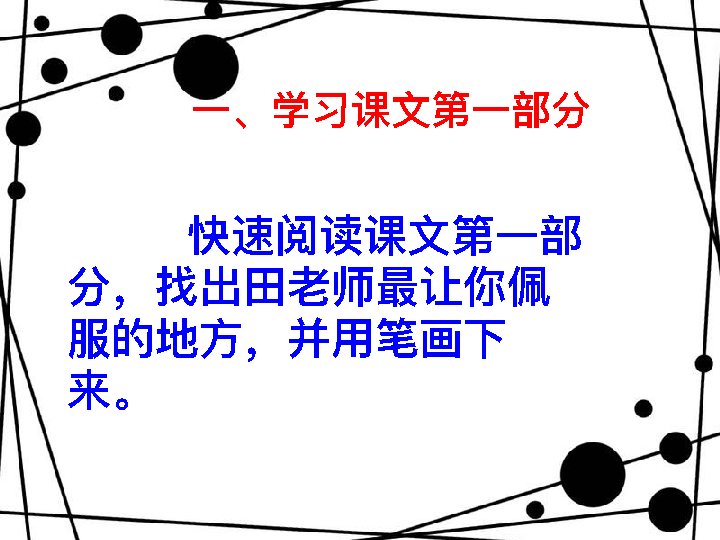 一、学习课文第一部分
快速阅读课文第一部
分，找出田老师最让你佩
服的地方，并用笔画下
来。